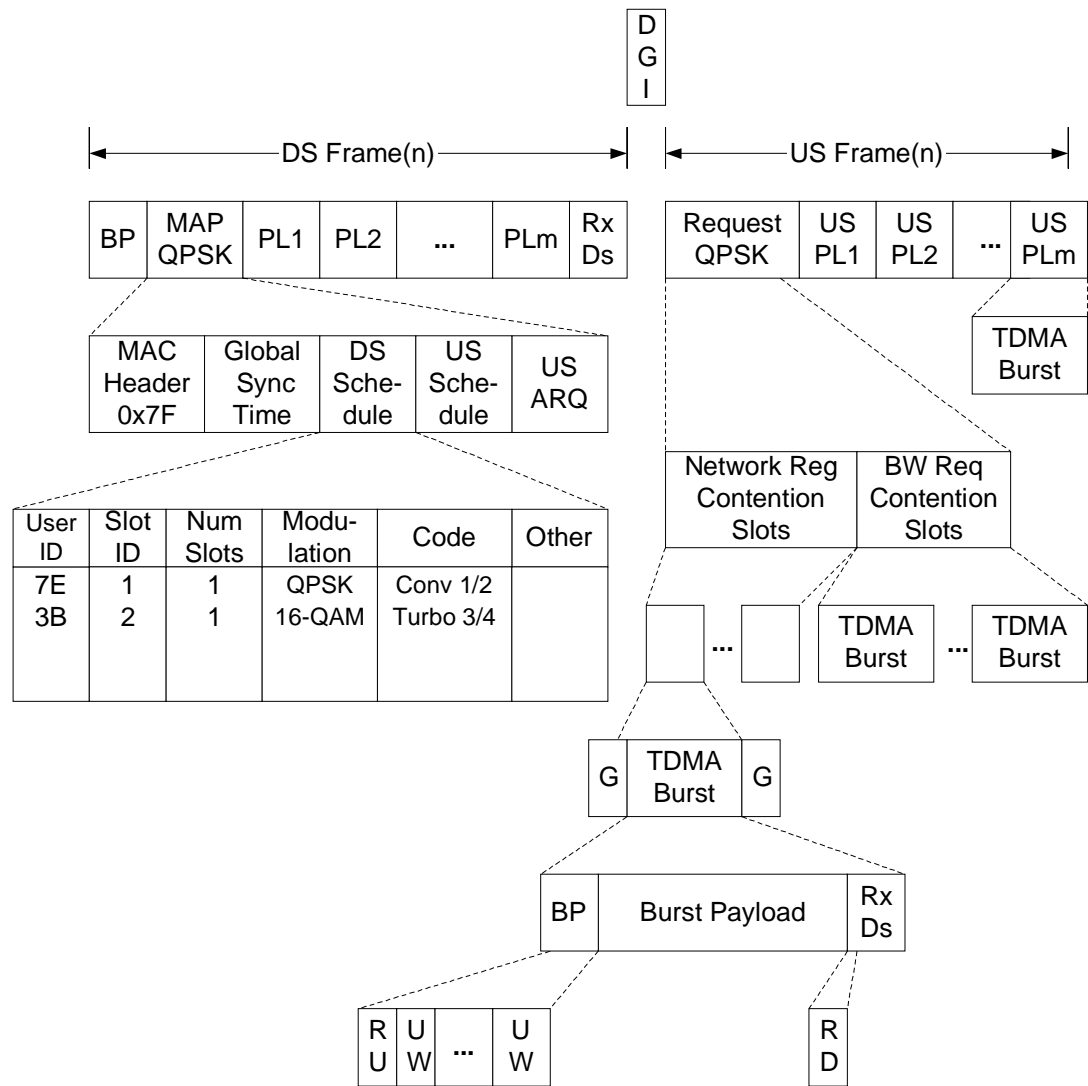 D
G
I
DS Frame(n)
US Frame(n)
BP
MAP
QPSK
PL1
PL2
...
PLm
Rx
Ds
Request
QPSK
US
PL1
US
PL2
...
US
PLm
TDMA
Burst
MAC
Header
0x7F
Global
Sync
Time
DS
Sche-
dule
US
Sche-
dule
US
ARQ
Network Reg
Contention
Slots
BW Req
Contention
Slots
User
ID
Slot
ID
Num
Slots
Modu-
lation
Code
Other
7E 1 1 QPSK Conv 1/2
3B 2 1 16-QAM Turbo 3/4
...
TDMA
Burst
...
TDMA
Burst
G
TDMA
Burst
G
BP
Burst Payload
Rx
Ds
R
U
U
W
...
U
W
R
D